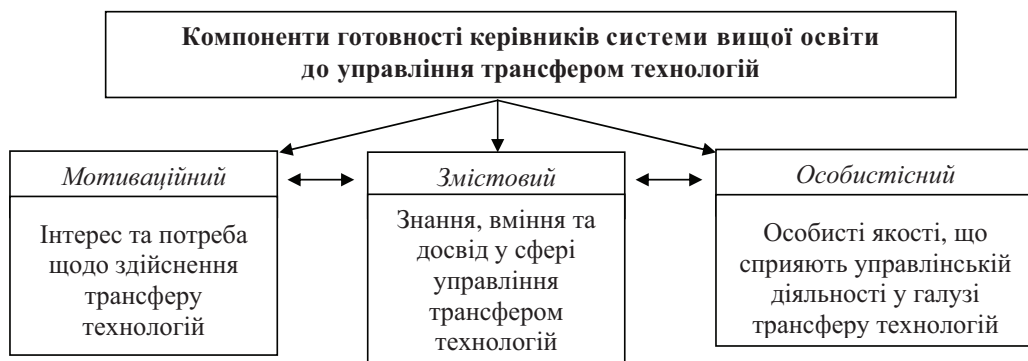 Компоненти готовності керівників системи вищої освіти
до управління трансфером технологій
Мотиваційний
Інтерес та потреба
щодо здійснення
трансферу
технологій
Змістовий
Знання, вміння та
досвід у сфері
управління
трансфером
технологій
Особистісний
Особисті якості, що
сприяють управлінській
діяльності у галузі
трансферу технологій